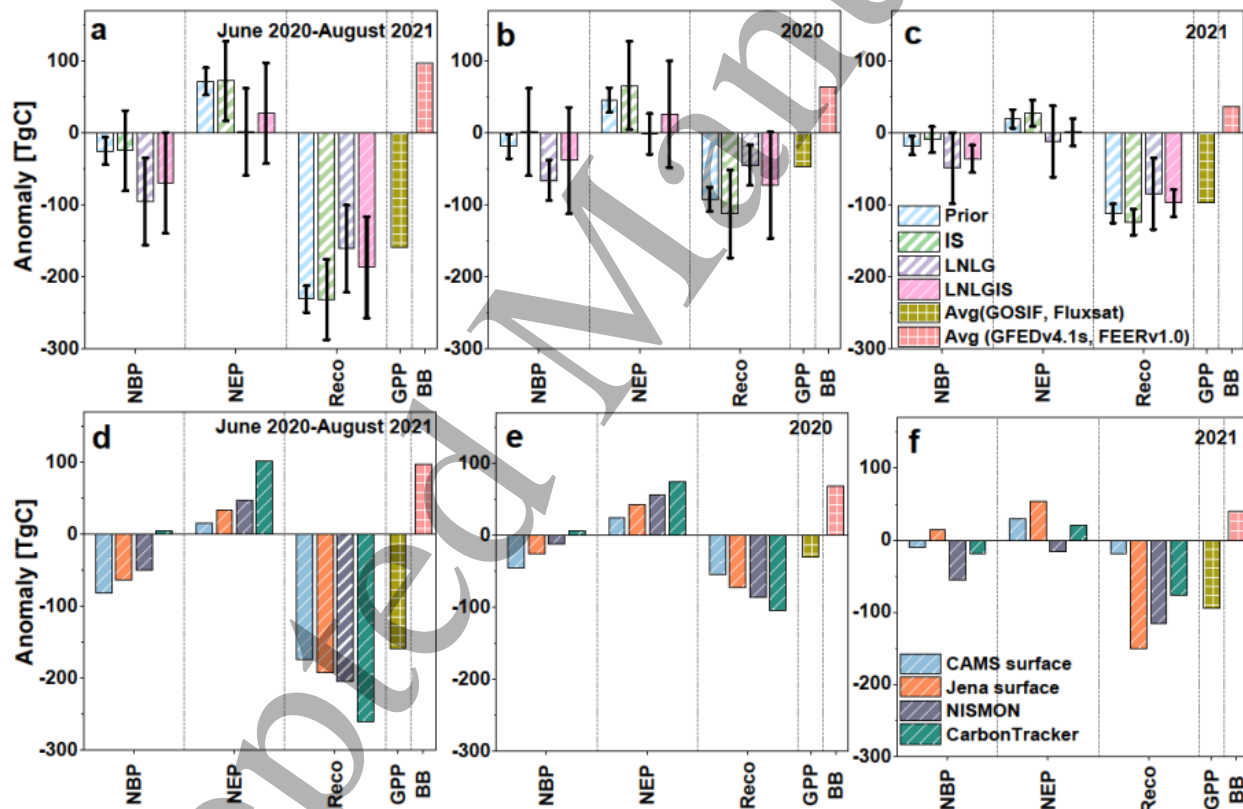 a
June 2020-August 2021
b
2020
c
2021
Anomaly [TgC]
100
0
-100
-200
-300
100
0
-100
-200
-300
100
0
-100
-200
-300
Prior
IS
LNLG
LNLGIS
Avg(GOSIF, Fluxsat)
Avg (GFEDv4.1s, FEERv1.0)
NBP
NEP
Reco
GPP
BB
NBP
NEP
Reco
GPP
BB
NBP
NEP
Reco
GPP
BB
d
June 2020-August 2021
e
2020
f
2021
Anomaly [TgC]
100
0
-100
-200
-300
100
0
-100
-200
-300
100
0
-100
-200
-300
CAMS surface
Jena surface
NISMON
CarbonTracker
NBP
NEP
Reco
GPP
BB
NBP
NEP
Reco
GPP
BB
NBP
NEP
Reco
GPP
BB